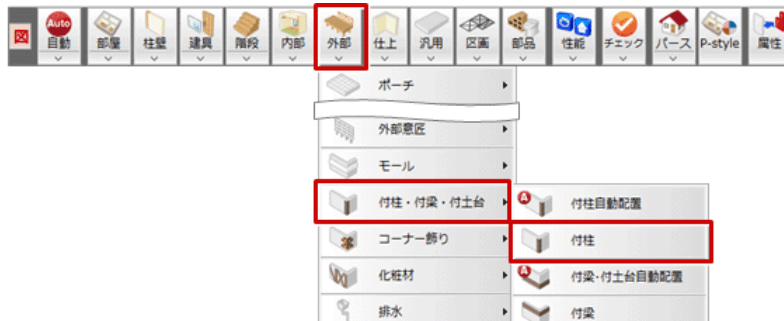 図 Auto 自動 部屋 柱壁 建具 階段 内部 外部 仕上 汎用 区画 部品 性能 チェック パース P-style 属性
ポーチ
外部意匠
モール
付柱・付梁・付土台
コーナー飾り
化粧材
排水
A 付柱自動配置
付柱
A 付梁・付土台自動配置
付梁